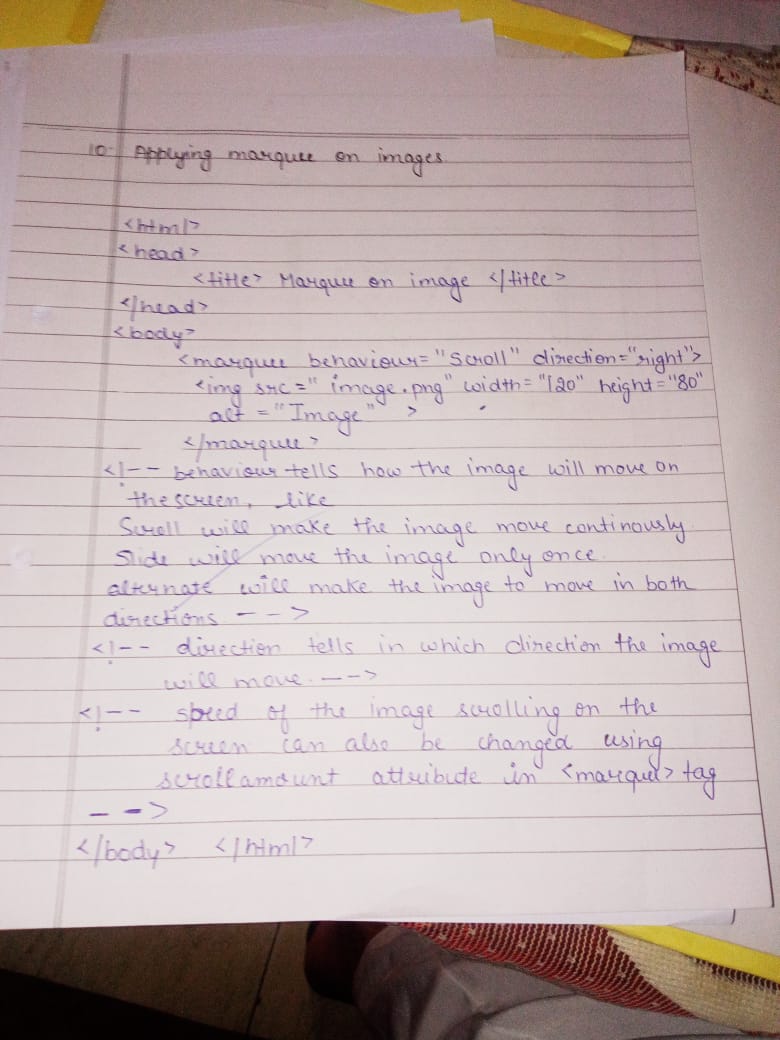 10. Applying marquee on images.
<html>
<head>
<title> Marquee on image </title>
</head>
<body>
<marquee behaviour="Scroll" direction="right">
<img src=" image.png" width="120" height="80"
alt ="Image" >
</marquee>
<!-- behaviour tells how the image will move on
the screen, like
Scroll will make the image move continously.
Slide will move the image only once.
alternate will make the image to move in both
directions -->
<!-- direction tells in which direction the image
will move. -->
<!-- speed of the image scrolling on the
screen can also be changed using
scrollamount attribute in <marque> tag
-->
</body> </html>